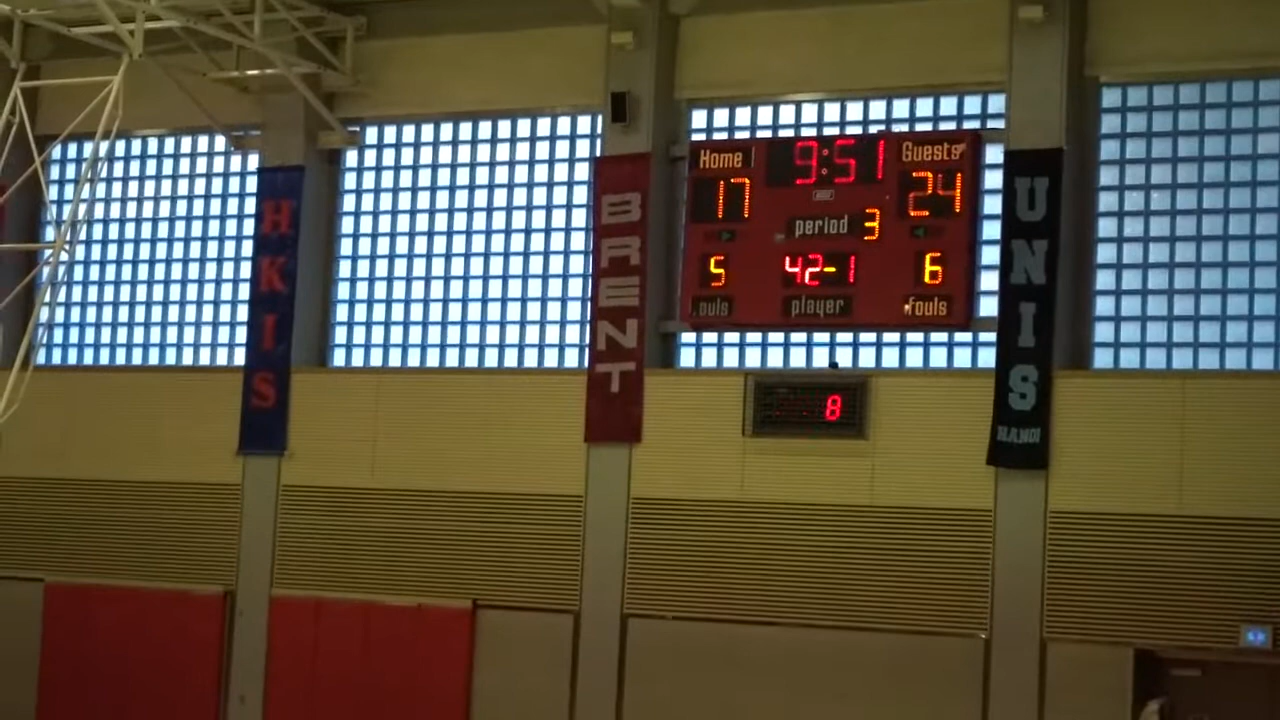 HKIS
BRENT
Home
9:51
Guests
17
24
period 3
5
42-1
6
ouls
player
fouls
8
UNIS
HANOI